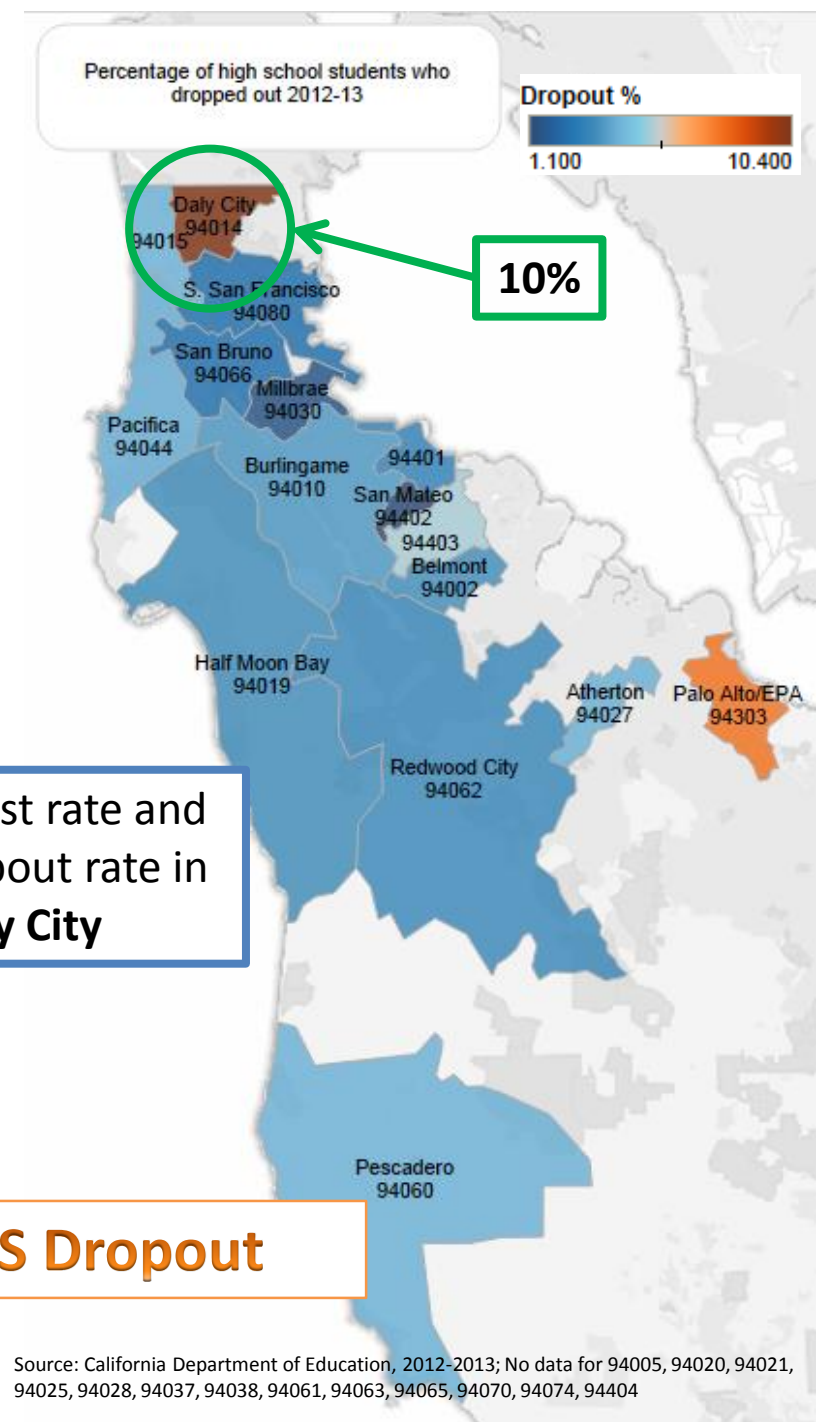 Percentage of high school students who
dropped out 2012-13
Dropout %
1.100 10.400
Daly City
94014
94015
10%
S. San Francisco
94080
San Bruno
94066
Millbrae
94030
Pacifica
94044
Burlingame
94010
94401
San Mateo
94402
94403
Belmont
94002
Half Moon Bay
94019
Atherton
94027
Palo Alto/EPA
94303
Redwood City
94062
st rate and
out rate in
y City
Pescadero
94060
S Dropout
Source: California Department of Education, 2012-2013; No data for 94005, 94020, 94021,
94025, 94028, 94037, 94038, 94061, 94063, 94065, 94070, 94074, 94404